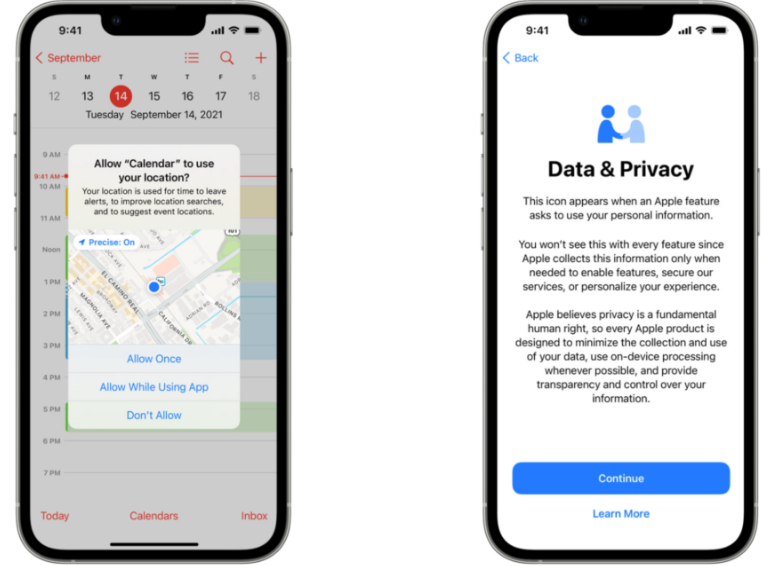 9:41
September
S M T W T F S
12 13 14 15 16 17 18
Tuesday September 14, 2021
9 AM
9:41 AM
10 AM
11 AM
Noon
1 PM
2 PM
3 PM
4 PM
5 PM
6 PM
7 PM
Allow “Calendar” to use
your location?
Your location is used for time to leave
alerts, to improve location searches,
and to suggest event locations.
Precise: On
101
EL CAMINO REAL
BROADWAY
MAGNOLIA AVE
LEWIS AVE
CALIFORNIA DR
ROLLINS R
Allow Once
Allow While Using App
Don’t Allow
Today Calendars Inbox
9:41
Back
Data & Privacy
This icon appears when an Apple feature
asks to use your personal information.
You won’t see this with every feature since
Apple collects this information only when
needed to enable features, secure our
services, or personalize your experience.
Apple believes privacy is a fundamental
human right, so every Apple product is
designed to minimize the collection and use
of your data, use on-device processing
whenever possible, and provide
transparency and control over your
information.
Continue
Learn More